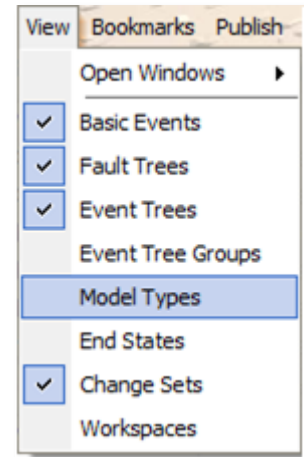 View Bookmarks Publish
Open Windows
Basic Events
Fault Trees
Event Trees
Event Tree Groups
Model Types
End States
Change Sets
Workspaces